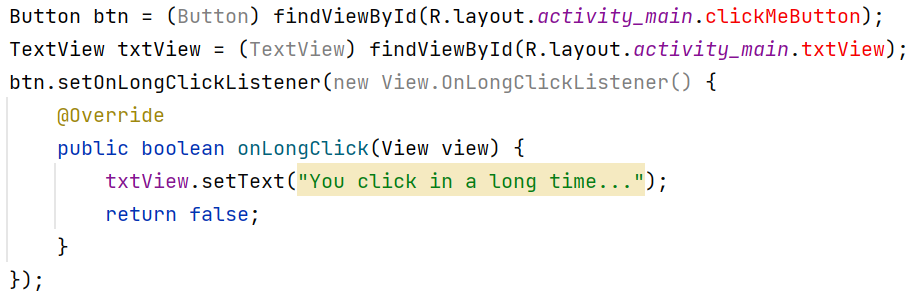 Button btn = (Button) findViewById(R.layout.activity_main.clickMeButton);
TextView txtView = (TextView) findViewById(R.layout.activity_main.txtView);
btn.setOnLongClickListener(new View.OnLongClickListener() {
    @Override
    public boolean onLongClick(View view) {
        txtView.setText("You click in a long time...");
        return false;
    }
});